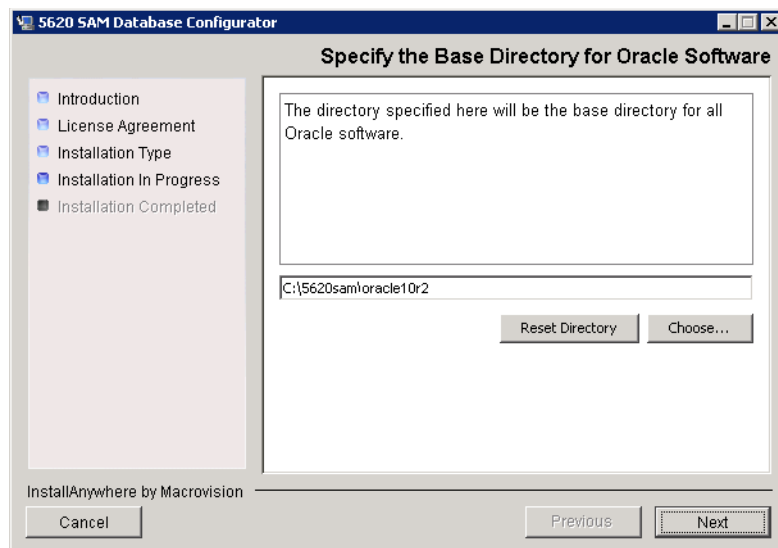 5620 SAM Database Configurator
Specify the Base Directory for Oracle Software
Introduction
License Agreement
Installation Type
Installation In Progress
Installation Completed
The directory specified here will be the base directory for all
Oracle software.
C:\5620sam\oracle10r2
Reset Directory
Choose...
InstallAnywhere by Macrovision
Cancel
Previous
Next